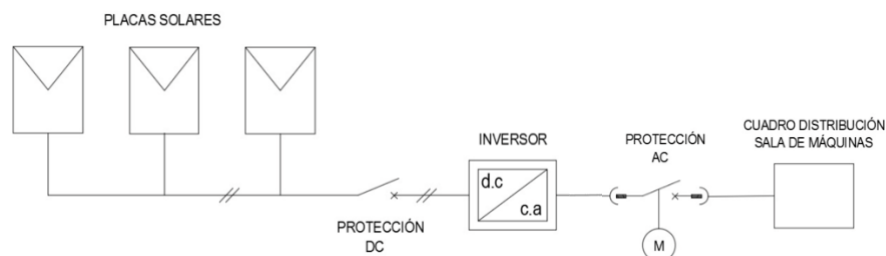 PLACAS SOLARES
INVERSOR
PROTECCIÓN
AC
CUADRO DISTRIBUCIÓN
SALA DE MÁQUINAS
d.c
c.a
PROTECCIÓN
DC
M